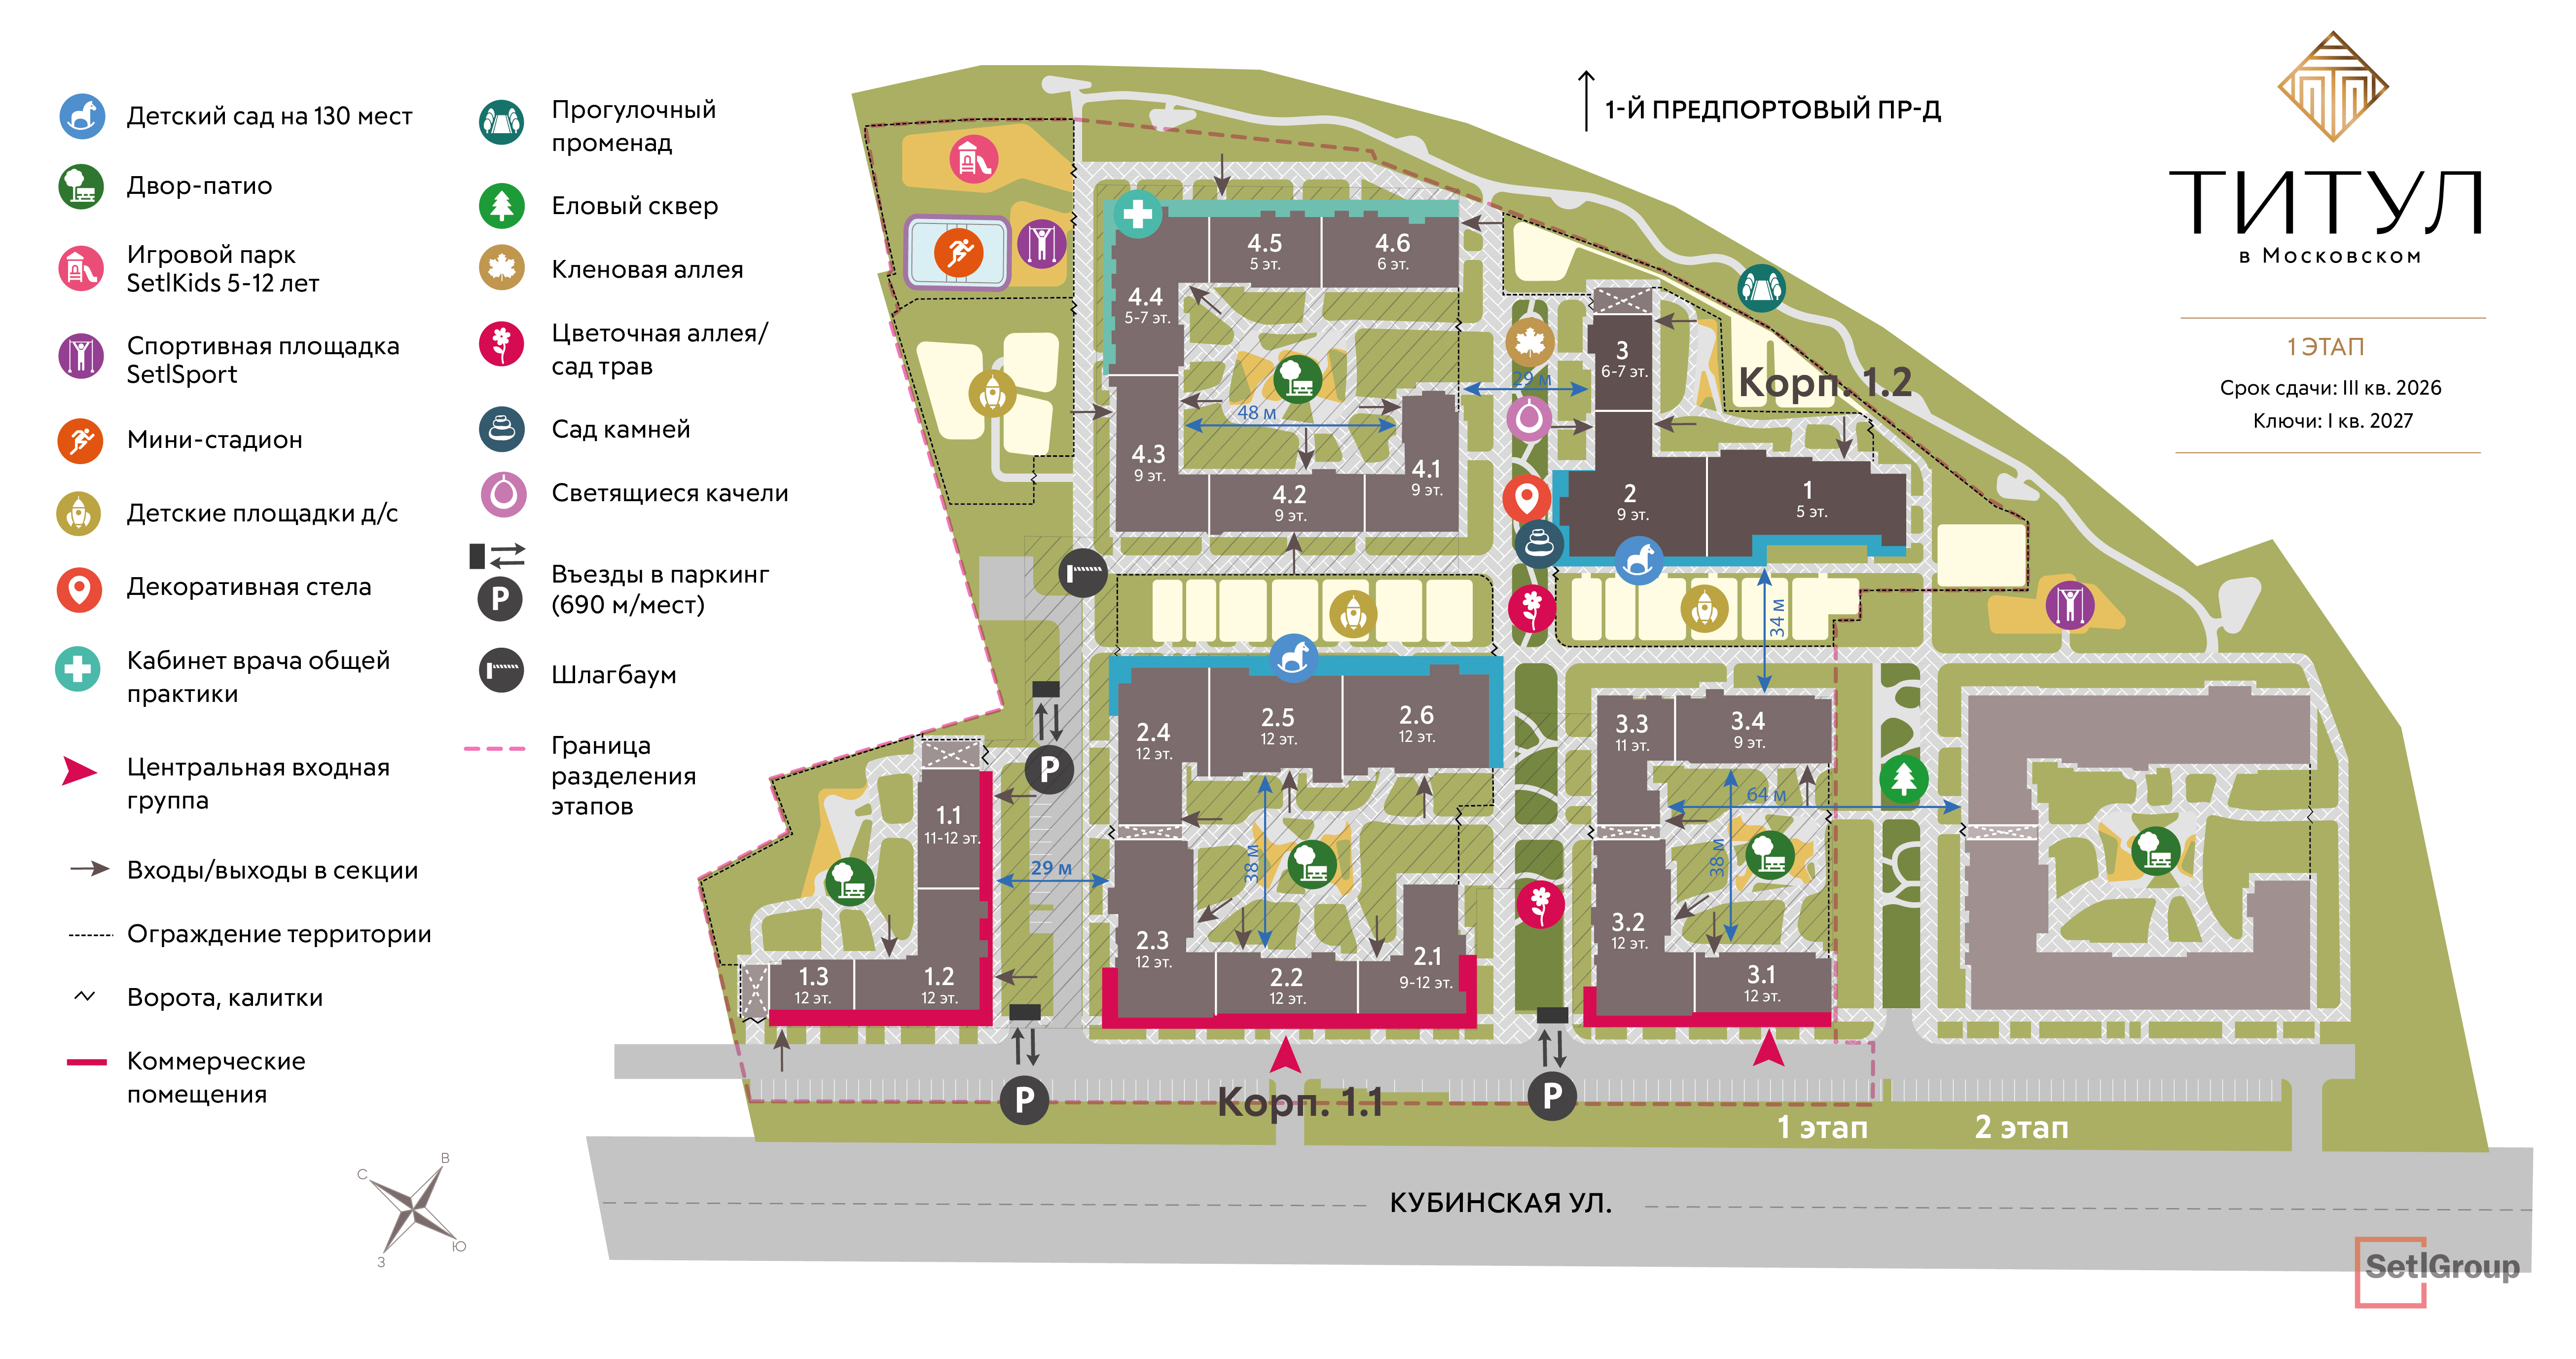 Детский сад на 130 мест
Двор-патио
Игровой парк
SetlKids 5-12 лет
Спортивная площадка
SetlSport
Мини-стадион
Детские площадки д/с
Декоративная стела
Кабинет врача общей
практики
Центральная входная
группа
Входы/выходы в секции
Ограждение территории
Ворота, калитки
Коммерческие
помещения
Прогулочный
променад
Еловый сквер
Кленовая аллея
Цветочная аллея/
сад трав
Сад камней
Светящиеся качели
P
Въезды в паркинг
(690 м/мест)
Шлагбаум
Граница
разделения
этапов
С
В
Ю
З
1-Й ПРЕДПОРТОВЫЙ ПР-Д
ТИТУЛ
в Московском
1 ЭТАП
Срок сдачи: III кв. 2026
Ключи: I кв. 2027
4.5
5 эт.
4.6
6 эт.
4.4
5-7 эт.
4.3
9 эт.
4.2
9 эт.
4.1
9 эт.
48 м
29 м
3
6-7 эт.
Корп. 1.2
2
9 эт.
1
5 эт.
34 м
2.4
12 эт.
2.5
12 эт.
2.6
12 эт.
2.3
12 эт.
2.2
12 эт.
2.1
9-12 эт.
38 м
3.3
11 эт.
3.4
9 эт.
64 м
38 м
3.2
12 эт.
3.1
12 эт.
P
1.1
11-12 эт.
29 м
1.3
12 эт.
1.2
12 эт.
P
Корп. 1.1
P
1 этап
2 этап
КУБИНСКАЯ УЛ.
SetlGroup